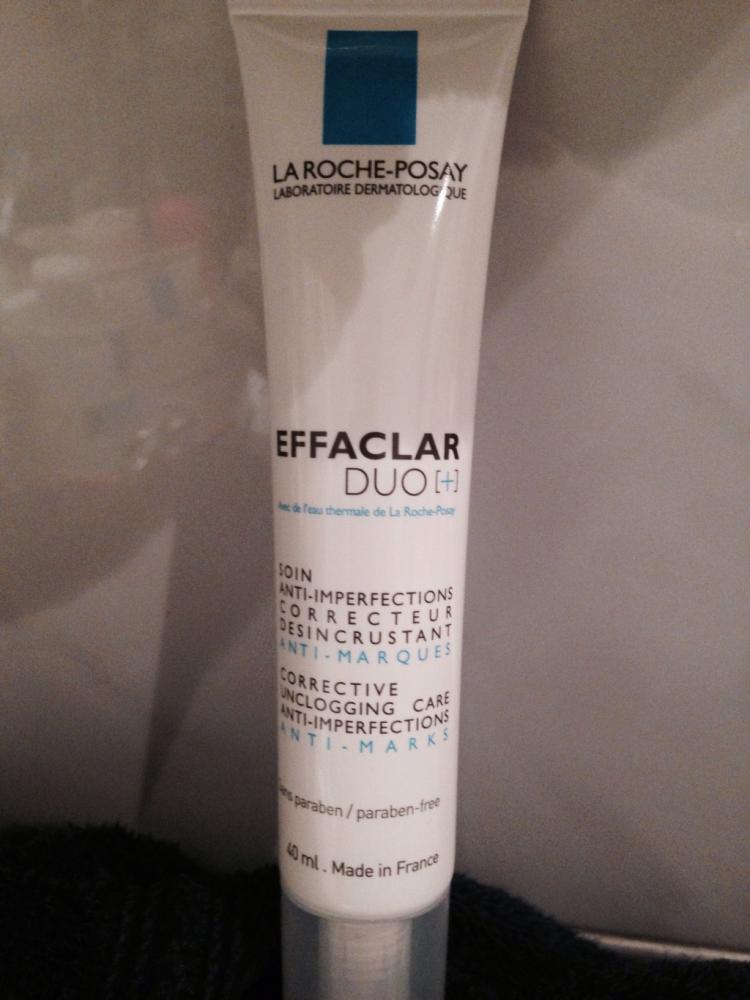 LA ROCHE-POSAY
LABORATOIRE DERMATOLOGIQUE
EFFACLAR
DUO [+]
Avec de l'eau thermale de La Roche-Posay
SOIN
ANTI-IMPERFECTIONS
CORRECTEUR
DESINCRUSTANT
ANTI-MARQUES
CORRECTIVE
UNCLOGGING CARE
ANTI-IMPERFECTIONS
ANTI-MARKS
Sans paraben / paraben-free
40 ml . Made in France